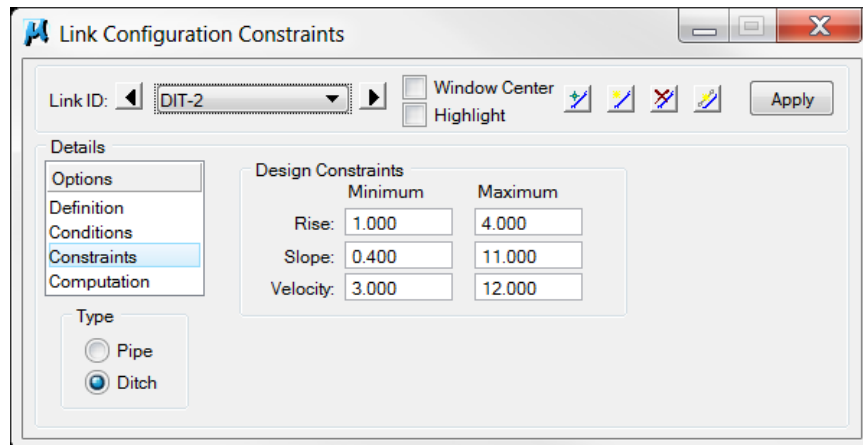 Link Configuration Constraints
Link ID: DIT-2
Window Center
Highlight
Apply
Details
Options
Definition
Conditions
Constraints
Computation
Design Constraints
Minimum Maximum
Rise: 1.000 4.000
Slope: 0.400 11.000
Velocity: 3.000 12.000
Type
Pipe
Ditch